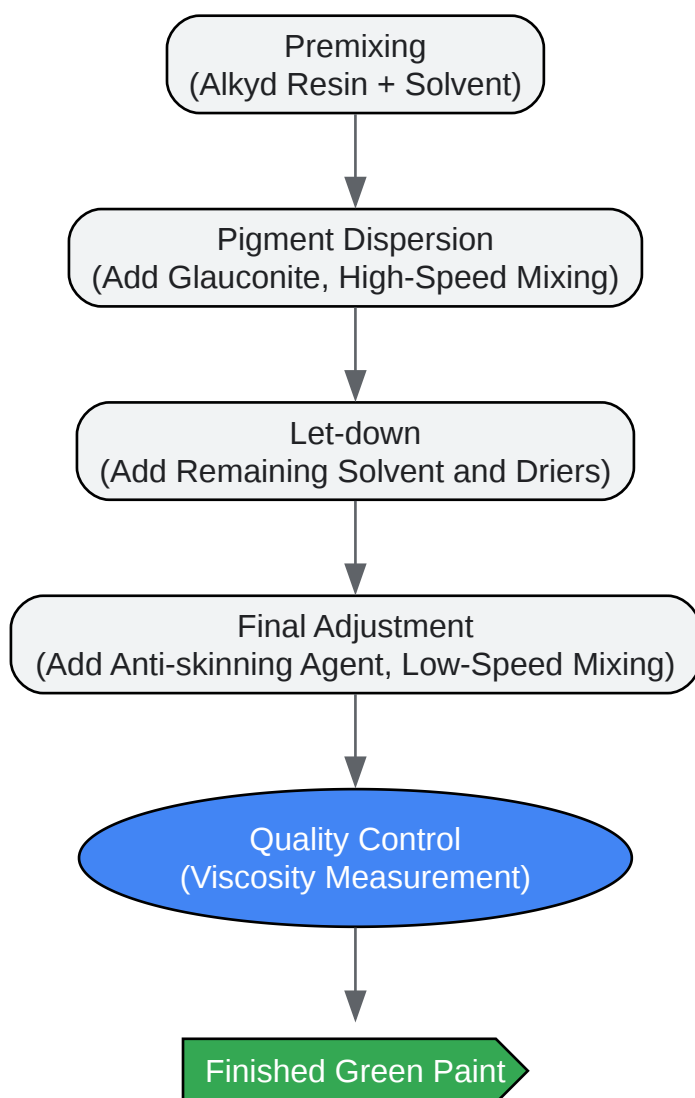 Premixing
(Alkyd Resin + Solvent)
Pigment Dispersion
(Add Glauconite, High-Speed Mixing)
Let-down
(Add Remaining Solvent and Driers)
Final Adjustment
(Add Anti-skinning Agent, Low-Speed Mixing)
Quality Control
(Viscosity Measurement)
Finished Green Paint